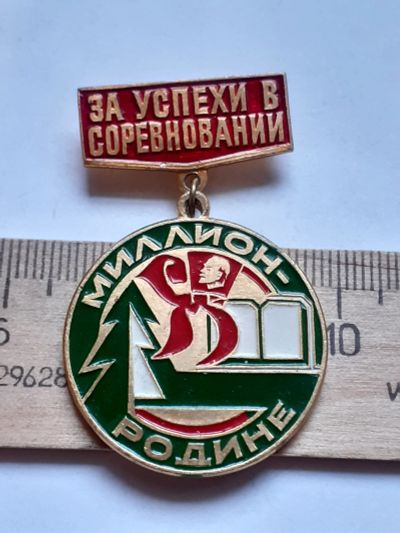 ЗА УСПЕХИ В
СОРЕВНОВАНИИ
МИЛЛИОН-
РОДИНЕ
10
29628